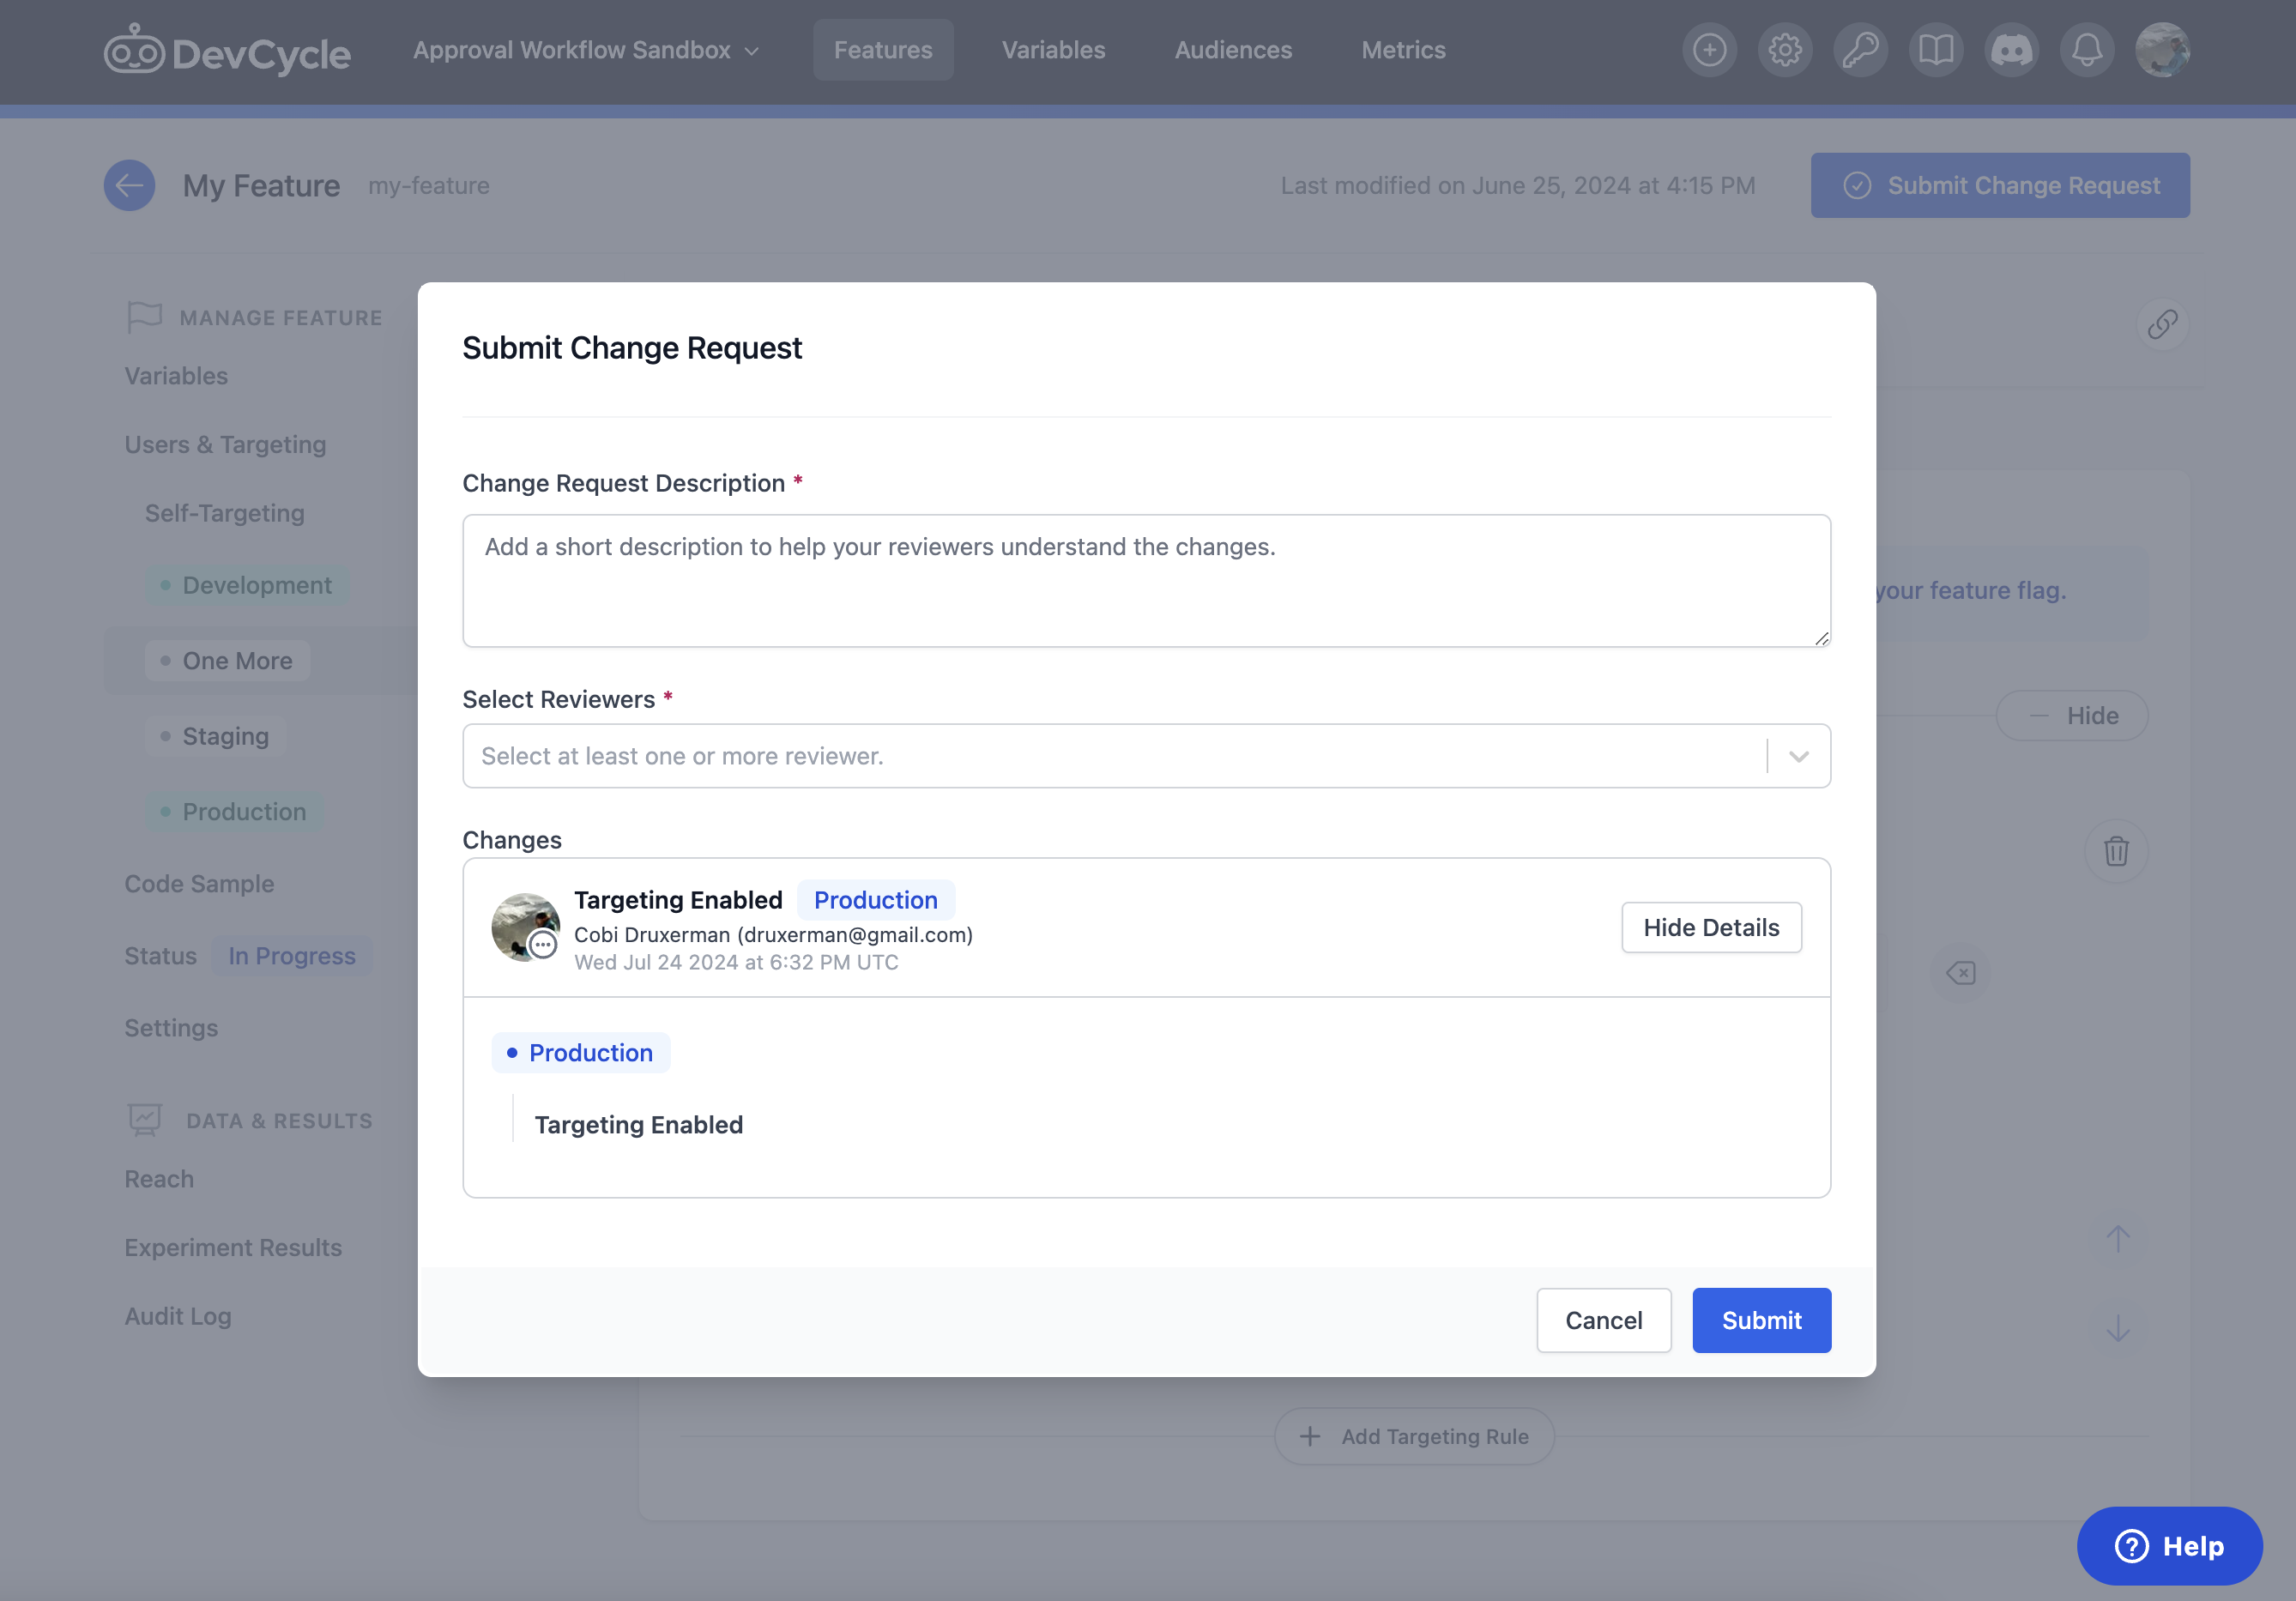 DevCycle
Approval Workflow Sandbox
Features
Variables
Audiences
Metrics
My Feature
my-feature
Last modified on June 25, 2024 at 4:15 PM
Submit Change Request
MANAGE FEATURE
Variables
Users & Targeting
Self-Targeting
Development
One More
Staging
Production
Code Sample
Status In Progress
Settings
DATA & RESULTS
Reach
Experiment Results
Audit Log
Submit Change Request
Change Request Description *
Add a short description to help your reviewers understand the changes.
Select Reviewers *
Select at least one or more reviewer.
Changes
Targeting Enabled Production
Cobi Druxerman (druxerman@gmail.com)
Wed Jul 24 2024 at 6:32 PM UTC
Hide Details
Production
Targeting Enabled
Cancel
Submit
your feature flag.
Hide
Add Targeting Rule
Help